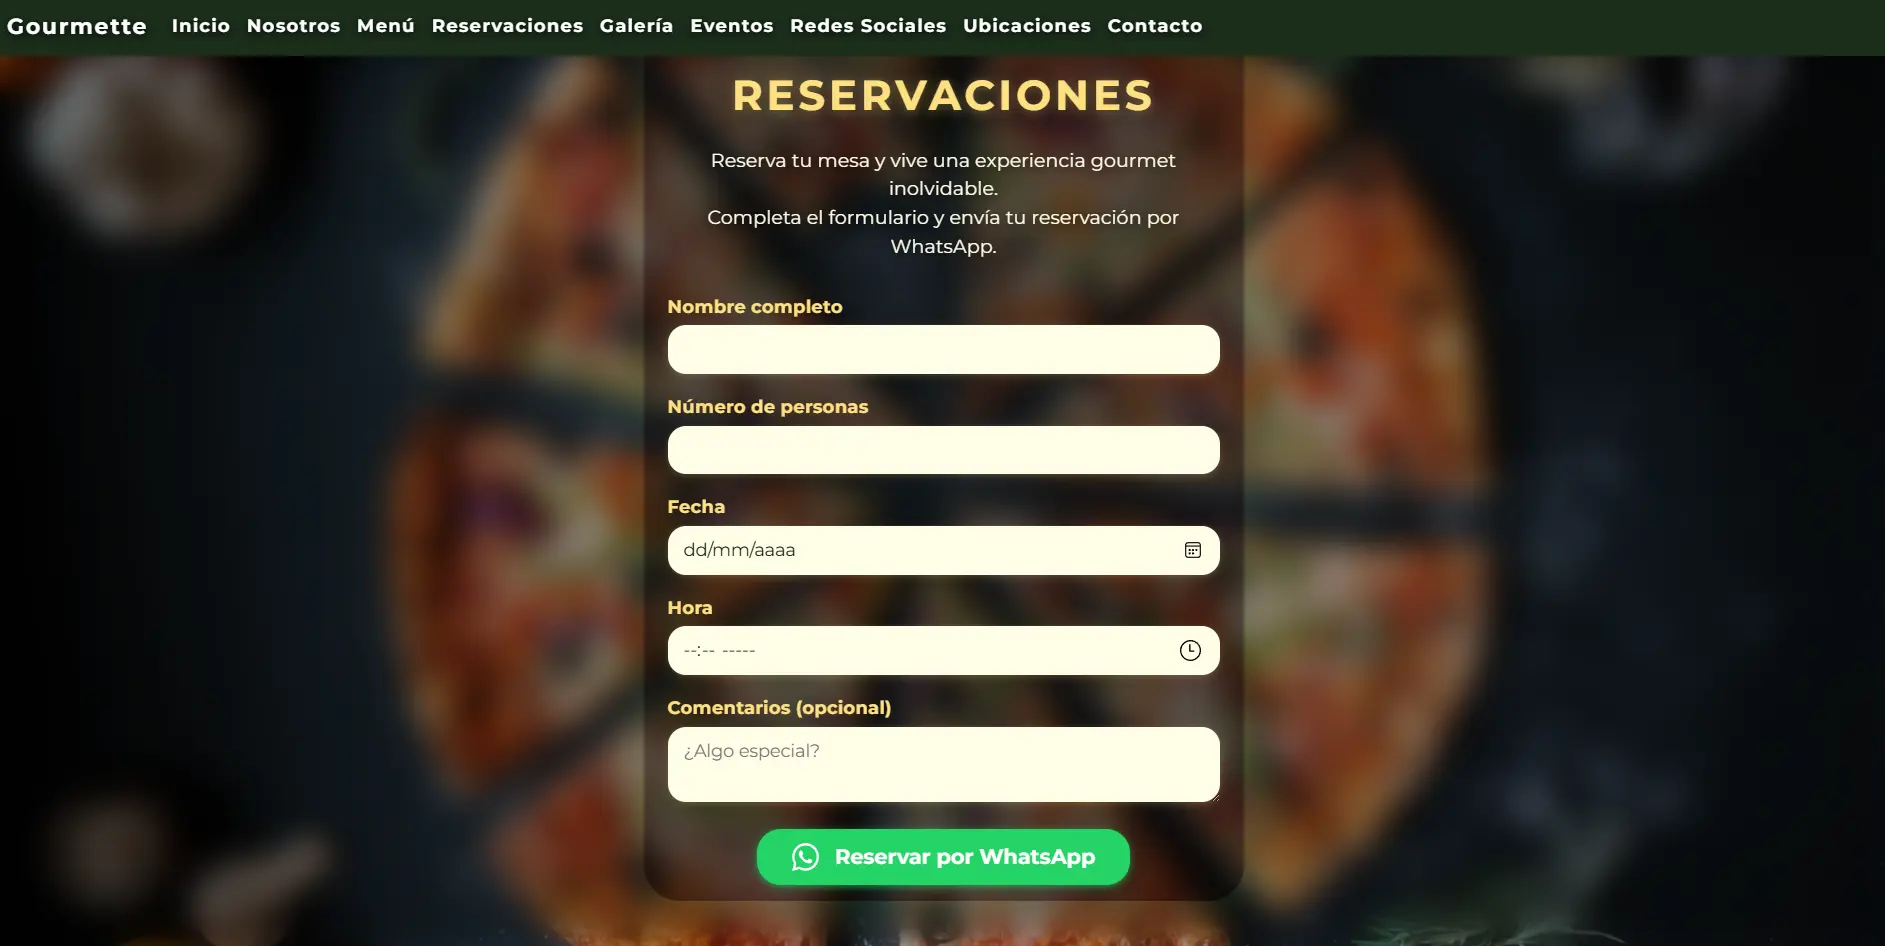 Gourmette Inicio Nosotros Menú Reservaciones Galería Eventos Redes Sociales Ubicaciones Contacto
RESERVACIONES
Reserva tu mesa y vive una experiencia gourmet
inolvidable.
Completa el formulario y envía tu reservación por
WhatsApp.
Nombre completo
Número de personas
Fecha
dd/mm/aaaa
Hora
--:-- -----
Comentarios (opcional)
¿Algo especial?
Reservar por WhatsApp